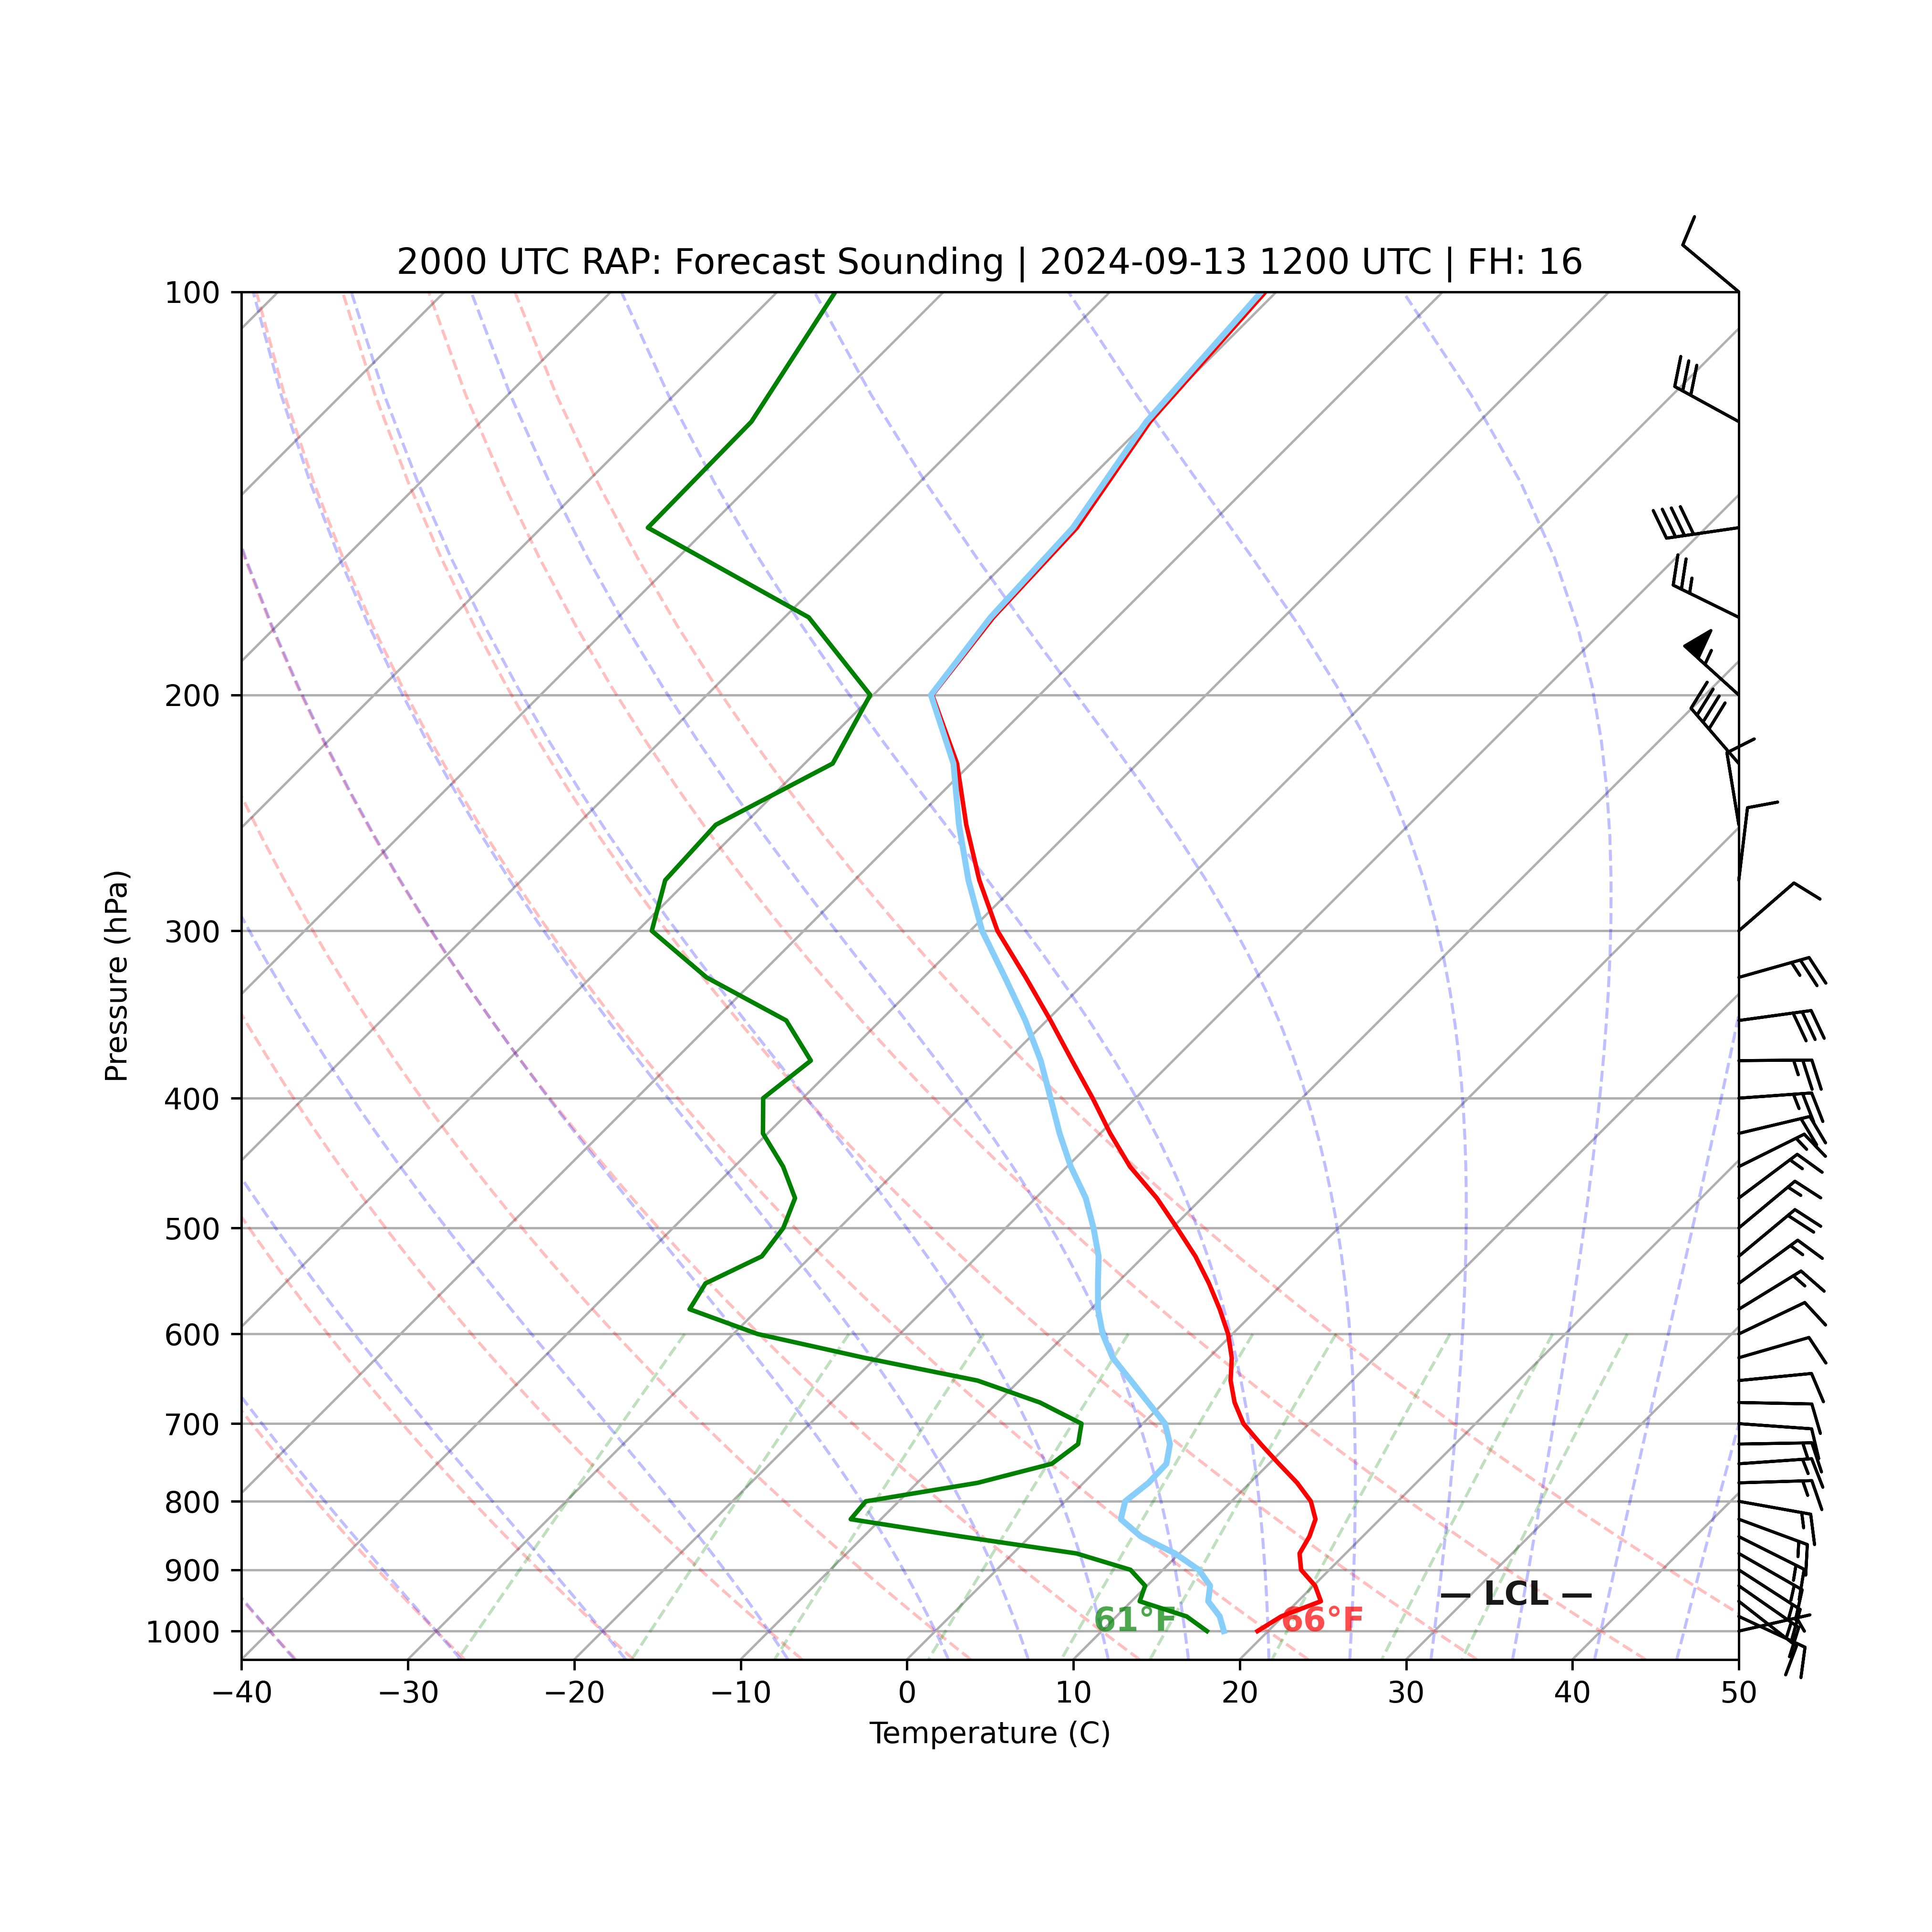 2000 UTC RAP: Forecast Sounding | 2024-09-13 1200 UTC | FH: 16
100
200
300
400
500
600
700
800
900
1000
Pressure (hPa)
— LCL —
61°F
66°F
−40 −30 −20 −10 0 10 20 30 40 50
Temperature (C)